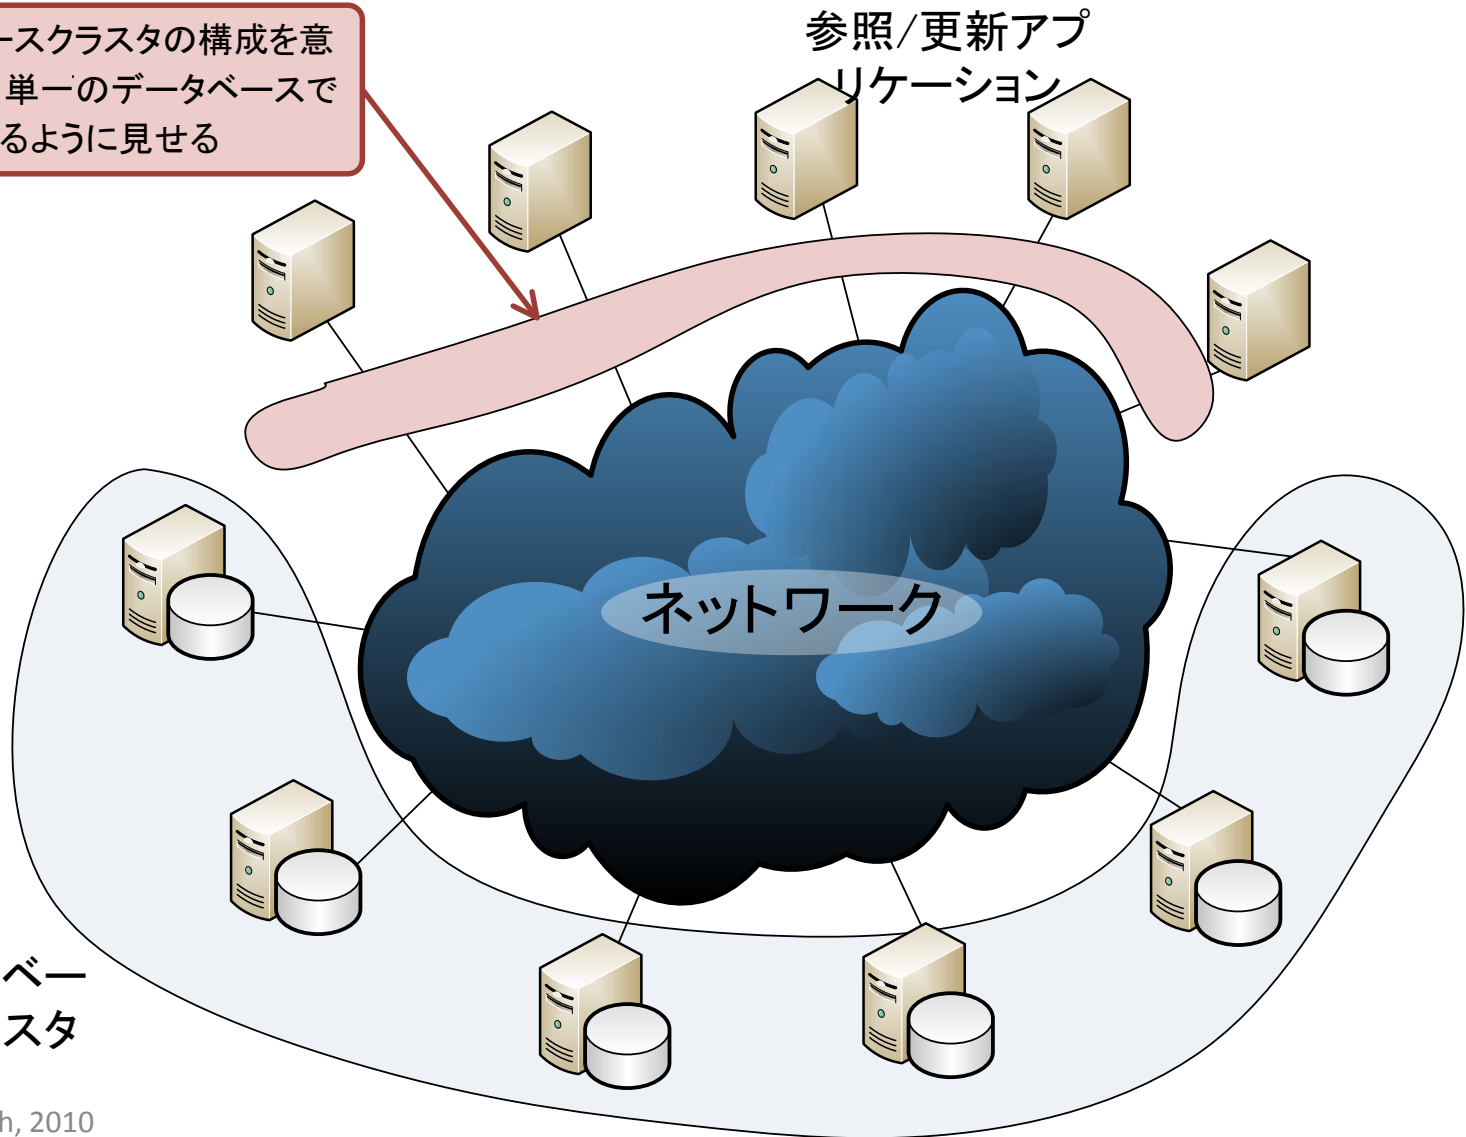 ースクラスタの構成を意
単一のデータベースで
るように見せる
参照/更新アプ
リケーション
ネットワーク
ベー
スタ
h, 2010